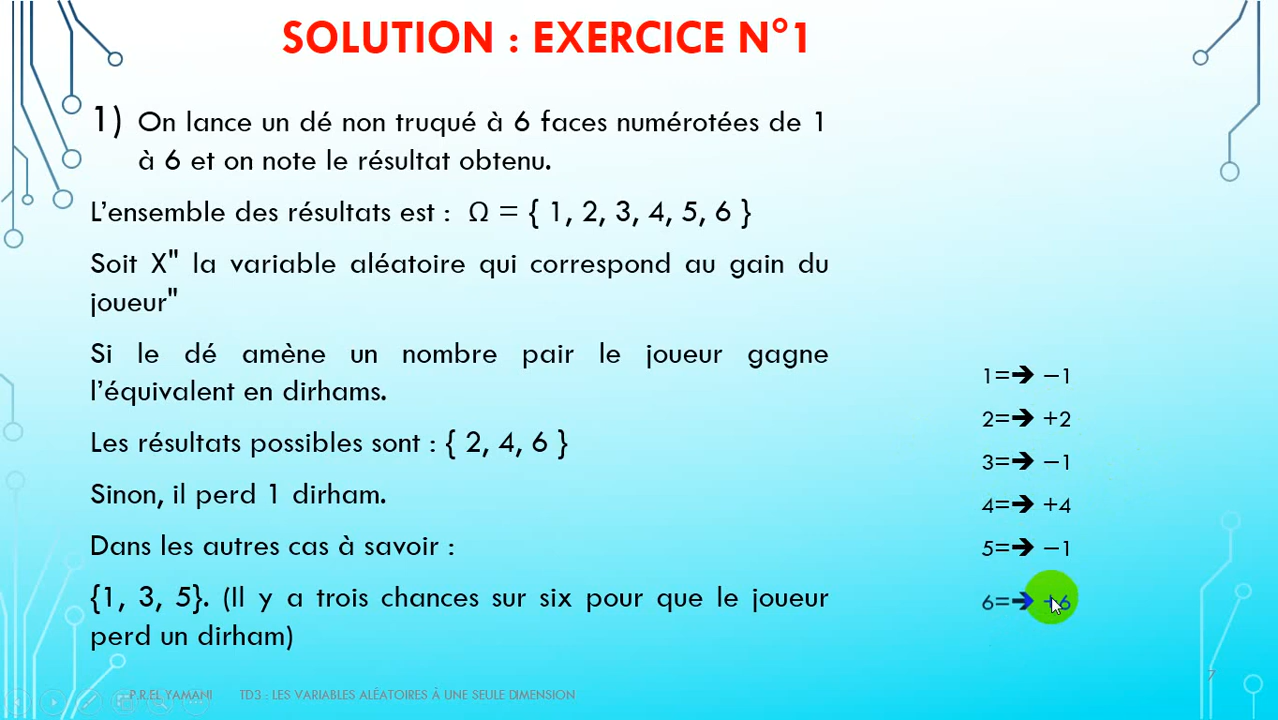 SOLUTION : EXERCICE N°1
1) On lance un dé non truqué à 6 faces numérotées de 1
à 6 et on note le résultat obtenu.
L’ensemble des résultats est : Ω = { 1, 2, 3, 4, 5, 6 }
Soit X" la variable aléatoire qui correspond au gain du
joueur"
Si le dé amène un nombre pair le joueur gagne
l’équivalent en dirhams.
Les résultats possibles sont : { 2, 4, 6 }
Sinon, il perd 1 dirham.
Dans les autres cas à savoir :
{1, 3, 5}. (Il y a trois chances sur six pour que le joueur
perd un dirham)
1=➔ −1
2=➔ +2
3=➔ −1
4=➔ +4
5=➔ −1
6=➔ +6
P.R.EL YAMANI TD3 : LES VARIABLES ALÉATOIRES À UNE SEULE DIMENSION
7